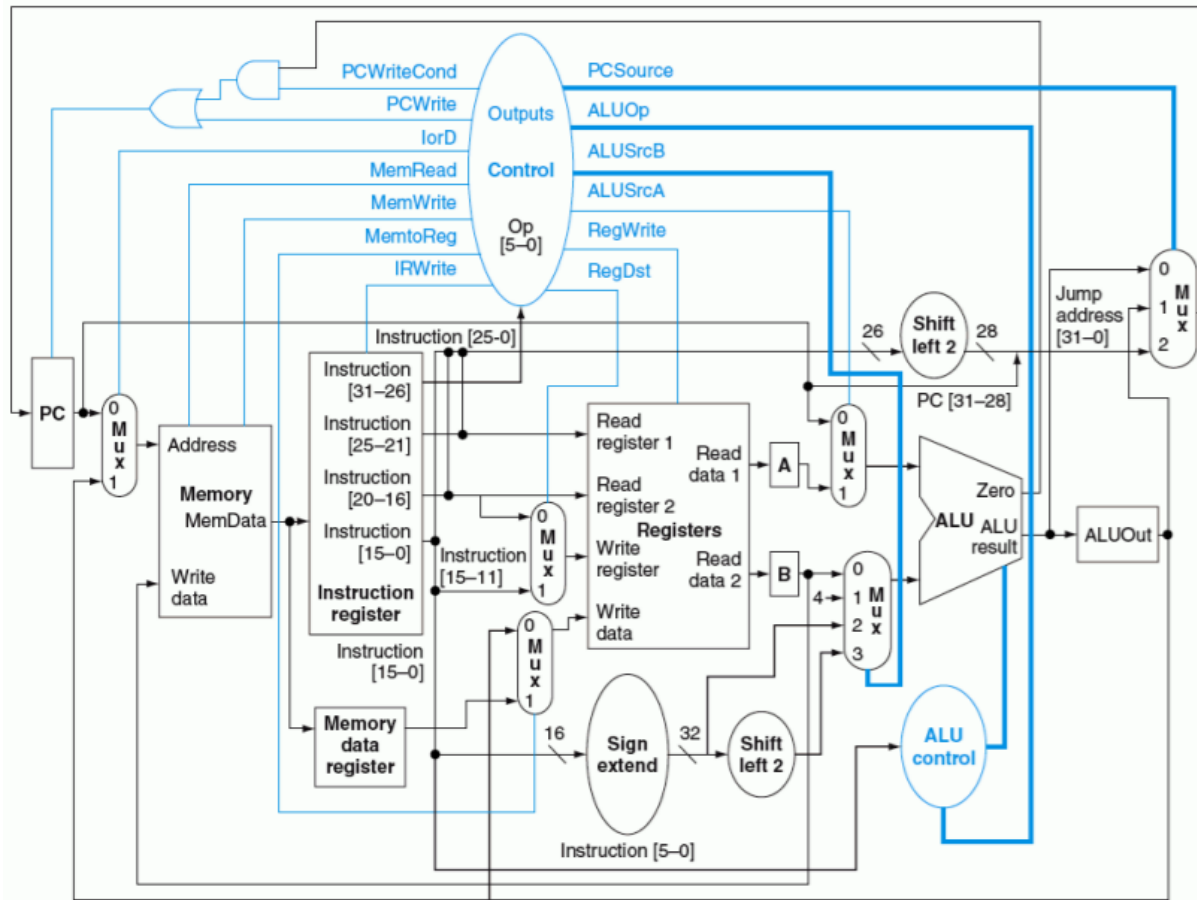 PCWriteCond
PCWrite
IorD
MemRead
MemWrite
MemtoReg
IRWrite
Outputs
Control
Op
[5–0]
PCSource
ALUOp
ALUSrcB
ALUSrcA
RegWrite
RegDst
PC
0
M
u
x
1
Address
Memory
MemData
Write
data
Instruction [25-0]
Instruction
[31–26]
Instruction
[25–21]
Instruction
[20–16]
Instruction
[15–0]
Instruction
register
Instruction
[15–11]
Instruction
[15–0]
Memory
data
register
0
M
u
x
1
0
M
u
x
1
Read
register 1
Read
register 2
Registers
Write
register
Write
data
Read
data 1
Read
data 2
A
B
16
Sign
extend
32
Shift
left 2
Instruction [5–0]
0
M
u
x
1
4
0
1
2
3
M
u
x
26
Shift
left 2
28
Jump
address
[31–0]
PC [31–28]
Zero
ALU
ALU
result
ALUOut
ALU
control
0
1
2
M
u
x